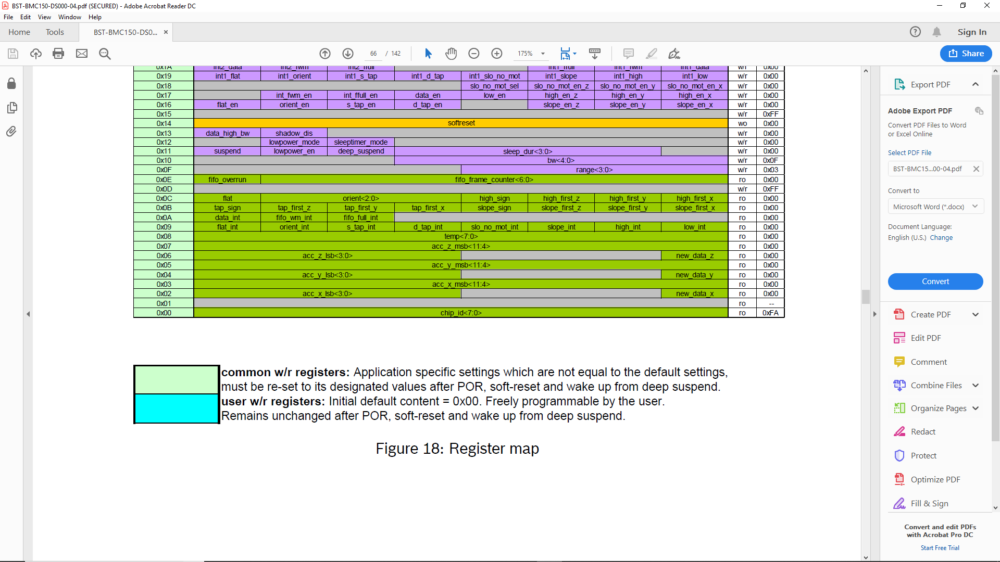 BST-BMC150-DS000-04.pdf (SECURED) - Adobe Acrobat Reader DC
File Edit View Window Help
Home Tools BST-BMC150-DS0... × Sign In
66 / 142 175% Share
0x1A int2_data int2_fwm int2_ffull int1_ffull int1_fwm int1_data w/r 0x00
0x19 int1_flat int1_orient int1_s_tap int1_d_tap int1_slo_no_mot int1_slope int1_high int1_low w/r 0x00
0x18 slo_no_mot_sel slo_no_mot_en_z slo_no_mot_en_y slo_no_mot_en_x w/r 0x00
0x17 int_fwm_en int_ffull_en data_en low_en high_en_z high_en_y high_en_x w/r 0x00
0x16 flat_en orient_en s_tap_en d_tap_en slope_en_z slope_en_y slope_en_x w/r 0x00
0x15 w/r 0xFF
0x14 softreset wo 0x00
0x13 data_high_bw shadow_dis w/r 0x00
0x12 lowpower_mode sleeptimer_mode w/r 0x00
0x11 suspend lowpower_en deep_suspend sleep_dur<3:0> w/r 0x00
0x10 bw<4:0> w/r 0x0F
0x0F range<3:0> w/r 0x03
0x0E fifo_overrun fifo_frame_counter<6:0> ro 0x00
0x0D w/r 0xFF
0x0C flat orient<2:0> high_sign high_first_z high_first_y high_first_x ro 0x00
0x0B tap_sign tap_first_z tap_first_y tap_first_x slope_sign slope_first_z slope_first_y slope_first_x ro 0x00
0x0A data_int fifo_wm_int fifo_full_int ro 0x00
0x09 flat_int orient_int s_tap_int d_tap_int slo_no_mot_int slope_int high_int low_int ro 0x00
0x08 temp<7:0> ro 0x00
0x07 acc_z_msb<11:4> ro 0x00
0x06 acc_z_lsb<3:0> new_data_z ro 0x00
0x05 acc_y_msb<11:4> ro 0x00
0x04 acc_y_lsb<3:0> new_data_y ro 0x00
0x03 acc_x_msb<11:4> ro 0x00
0x02 acc_x_lsb<3:0> new_data_x ro 0x00
0x01 ro --
0x00 chip_id<7:0> ro 0xFA
common w/r registers: Application specific settings which are not equal to the default settings,
must be re-set to its designated values after POR, soft-reset and wake up from deep suspend.
user w/r registers: Initial default content = 0x00. Freely programmable by the user.
Remains unchanged after POR, soft-reset and wake up from deep suspend.
Figure 18: Register map
Export PDF
Adobe Export PDF
Convert PDF Files to Word
or Excel Online
Select PDF File
BST-BMC15...00-04.pdf
Convert to
Microsoft Word (*.docx)
Document Language:
English (U.S.) Change
Convert
Create PDF
Edit PDF
Comment
Combine Files
Organize Pages
Redact
Protect
Optimize PDF
Fill & Sign
Convert and edit PDFs
with Acrobat Pro DC
Start Free Trial